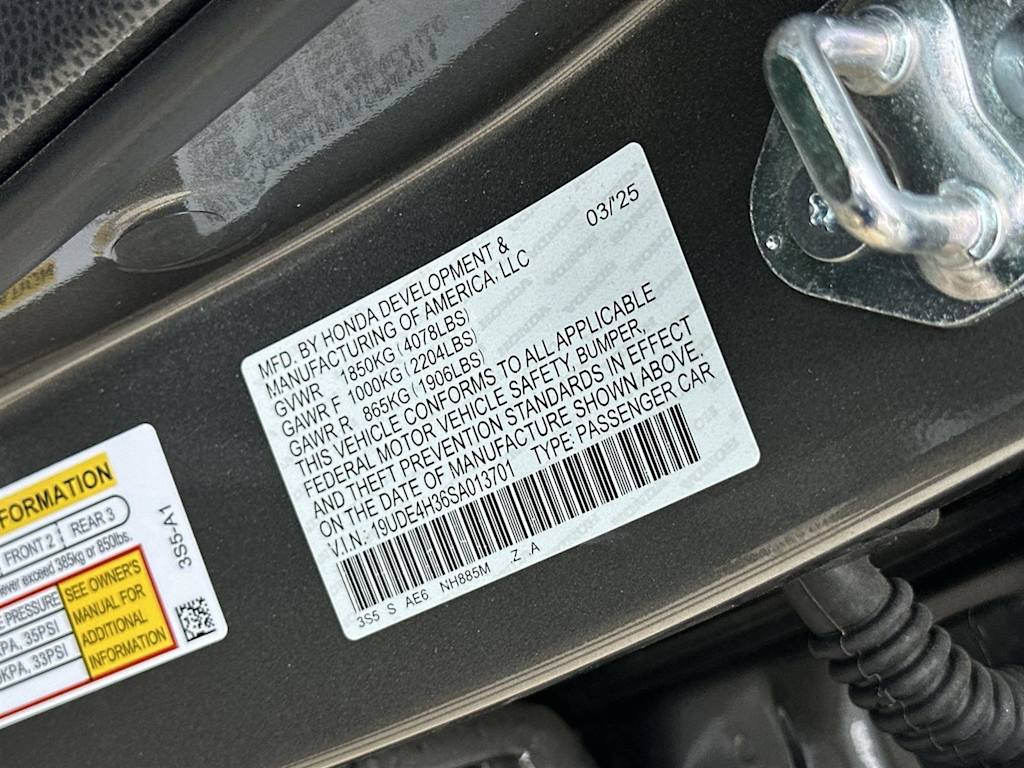 MFD. BY HONDA DEVELOPMENT &
MANUFACTURING OF AMERICA, LLC
03/'25
GVWR 1850KG (4078LBS)
GAWR F 1000KG (2204LBS)
GAWR R 865KG (1906LBS)
THIS VEHICLE CONFORMS TO ALL APPLICABLE
FEDERAL MOTOR VEHICLE SAFETY, BUMPER,
AND THEFT PREVENTION STANDARDS IN EFFECT
ON THE DATE OF MANUFACTURE SHOWN ABOVE.
V.I.N.: 19UDE4H36SA013701 TYPE: PASSENGER CAR
3S5 S AE6 NH885M Z A
FORMATION
FRONT 2 REAR 3
never exceed 385kg or 850lbs.
PRESSURE
KPA, 35PSI
KPA, 33PSI
SEE OWNER'S
MANUAL FOR
ADDITIONAL
INFORMATION
3S5-A1